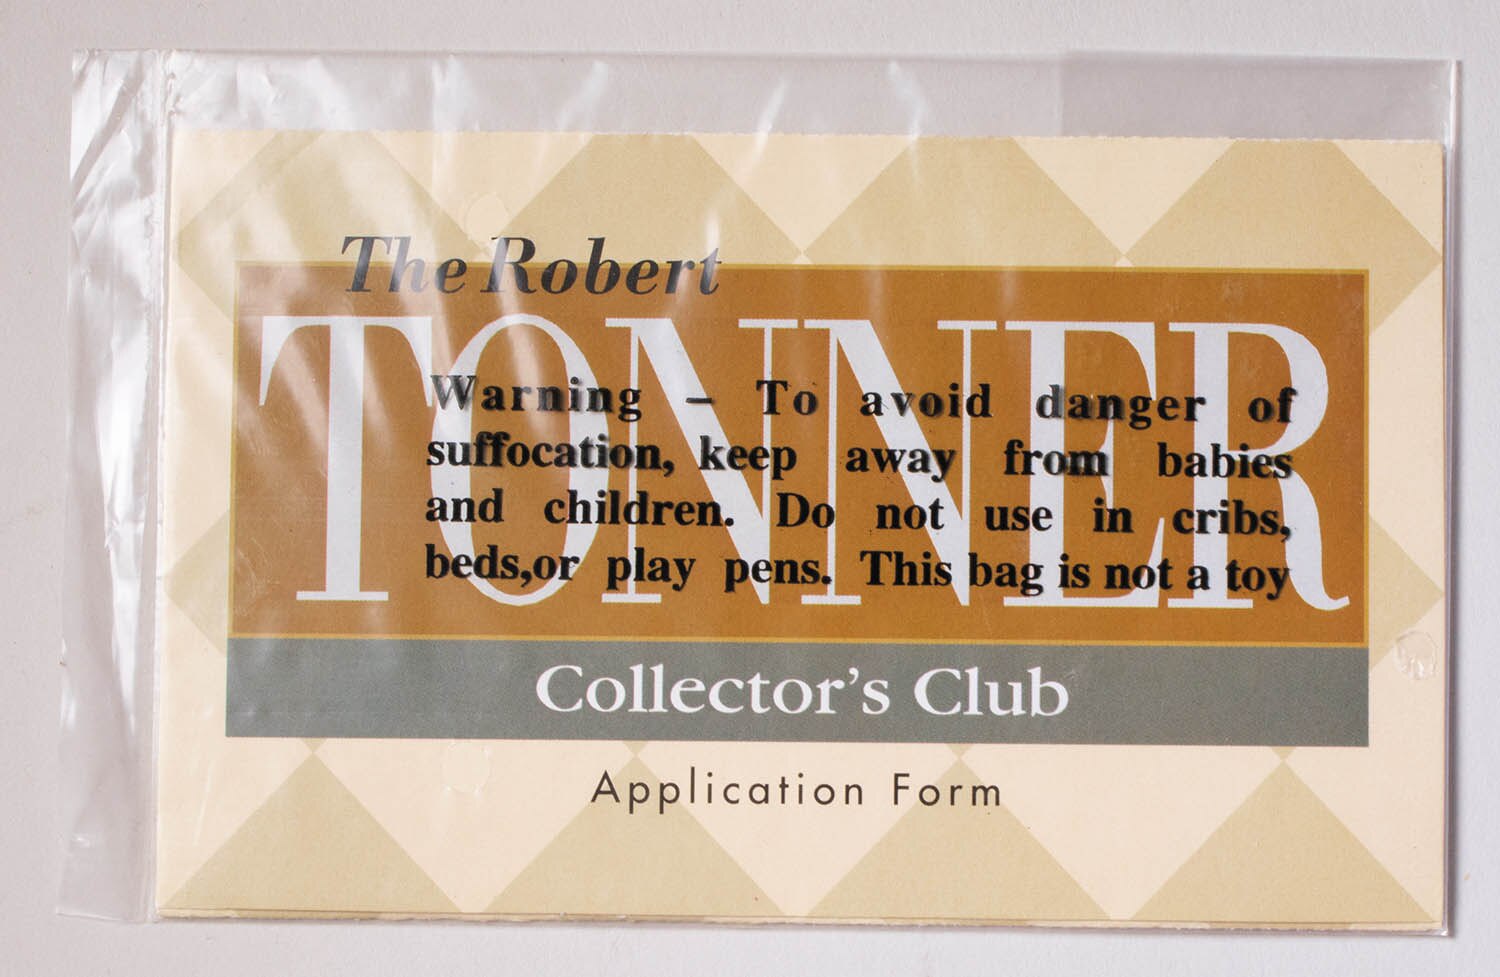 The Robert
TONNER
Warning – To avoid danger of
suffocation, keep away from babies
and children. Do not use in cribs,
beds,or play pens. This bag is not a toy
Collector's Club
Application Form